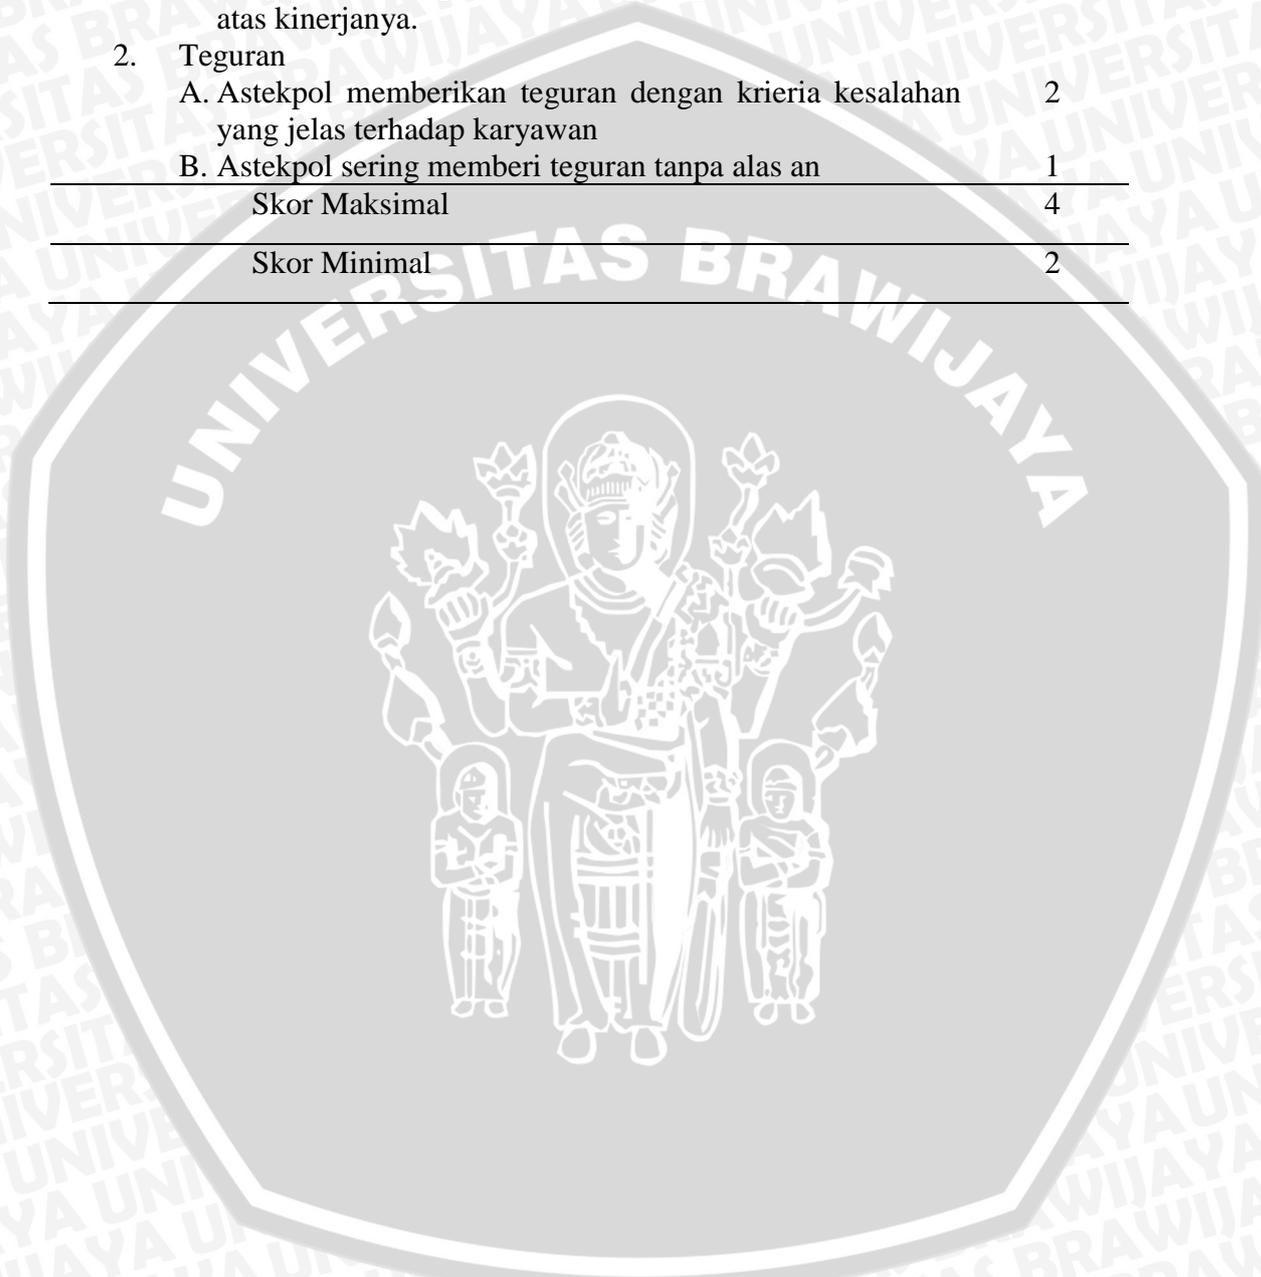 atas kinerjanya.
2. Teguran
A. Astekpol memberikan teguran dengan krieria kesalahan 2
yang jelas terhadap karyawan
B. Astekpol sering memberi teguran tanpa alas an 1
Skor Maksimal 4
Skor Minimal 2
UNIVERSITAS BRAWIJAYA